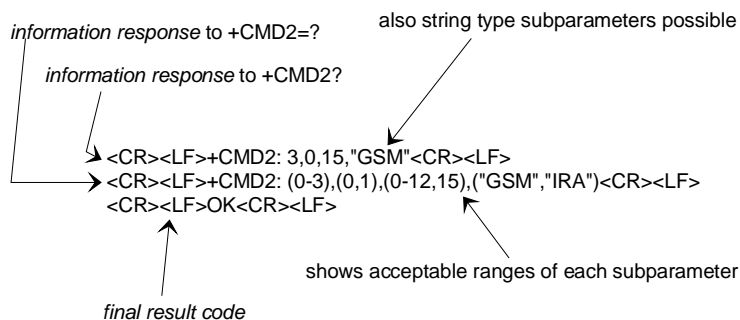 information response to +CMD2=?
also string type subparameters possible
information response to +CMD2?
<CR><LF>+CMD2: 3,0,15,"GSM"<CR><LF>
<CR><LF>+CMD2: (0-3),(0,1),(0-12,15),("GSM","IRA")<CR><LF>
<CR><LF>OK<CR><LF>
shows acceptable ranges of each subparameter
final result code